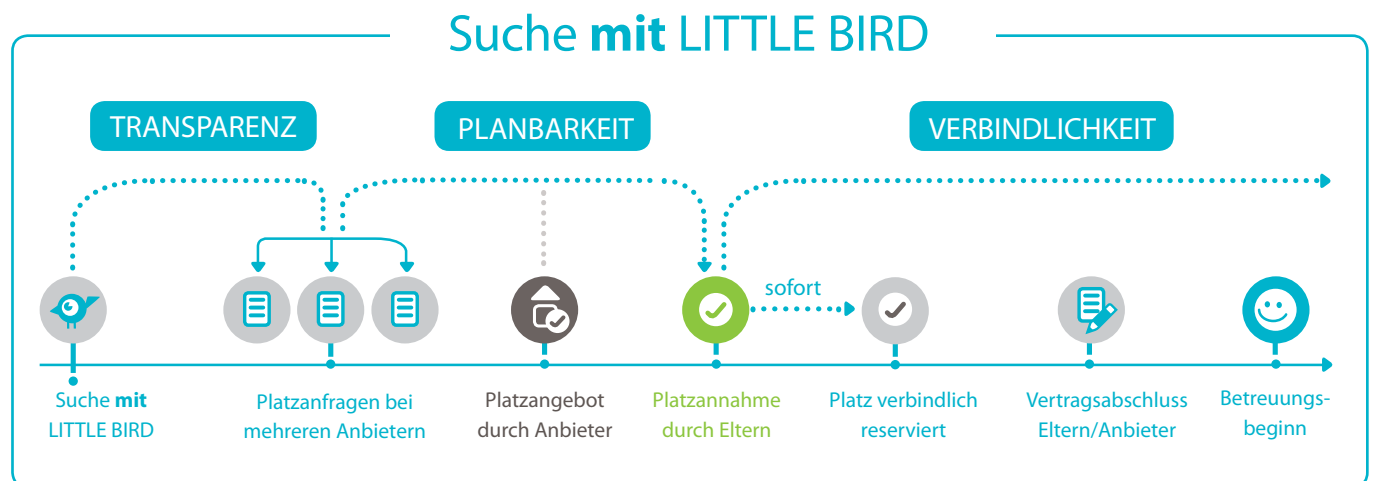 Suche mit LITTLE BIRD
TRANSPARENZ
PLANBARKEIT
VERBINDLICHKEIT
sofort
Suche mit
LITTLE BIRD
Platzanfragen bei
mehreren Anbietern
Platzangebot
durch Anbieter
Platzannahme
durch Eltern
Platz verbindlich
reserviert
Vertragsabschluss
Eltern/Anbieter
Betreuungs-
beginn